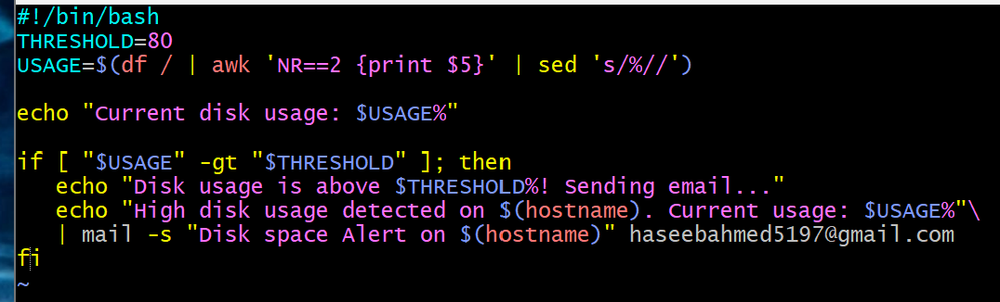 #!/bin/bash
THRESHOLD=80
USAGE=$(df / | awk 'NR==2 {print $5}' | sed 's/%//')
echo "Current disk usage: $USAGE%"
if [ "$USAGE" -gt "$THRESHOLD" ]; then
   echo "Disk usage is above $THRESHOLD%! Sending email..."
   echo "High disk usage detected on $(hostname). Current usage: $USAGE%"\
   | mail -s "Disk space Alert on $(hostname)" haseebahmed5197@gmail.com
fi
~